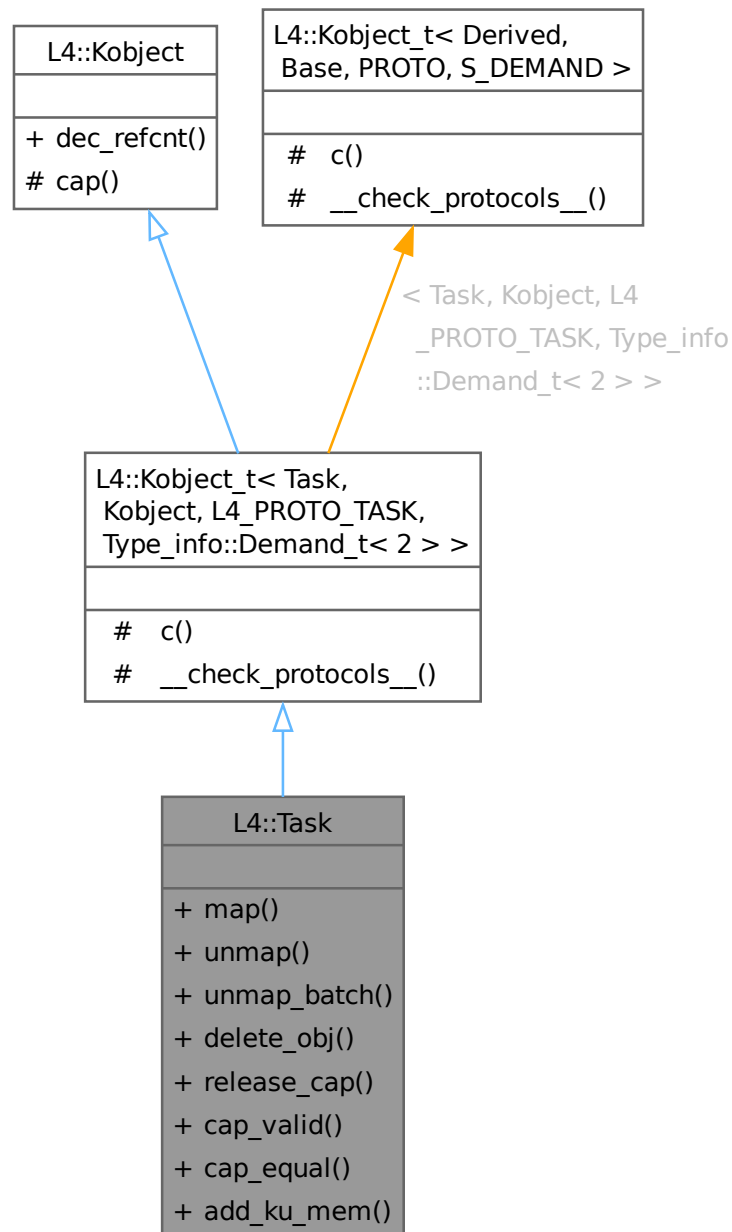 L4::Kobject
+ dec_refcnt()
# cap()
L4::Kobject_t< Derived,
Base, PROTO, S_DEMAND >
# c()
# __check_protocols__()
< Task, Kobject, L4
_PROTO_TASK, Type_info
::Demand_t< 2 > >
L4::Kobject_t< Task,
Kobject, L4_PROTO_TASK,
Type_info::Demand_t< 2 > >
# c()
# __check_protocols__()
L4::Task
+ map()
+ unmap()
+ unmap_batch()
+ delete_obj()
+ release_cap()
+ cap_valid()
+ cap_equal()
+ add_ku_mem()